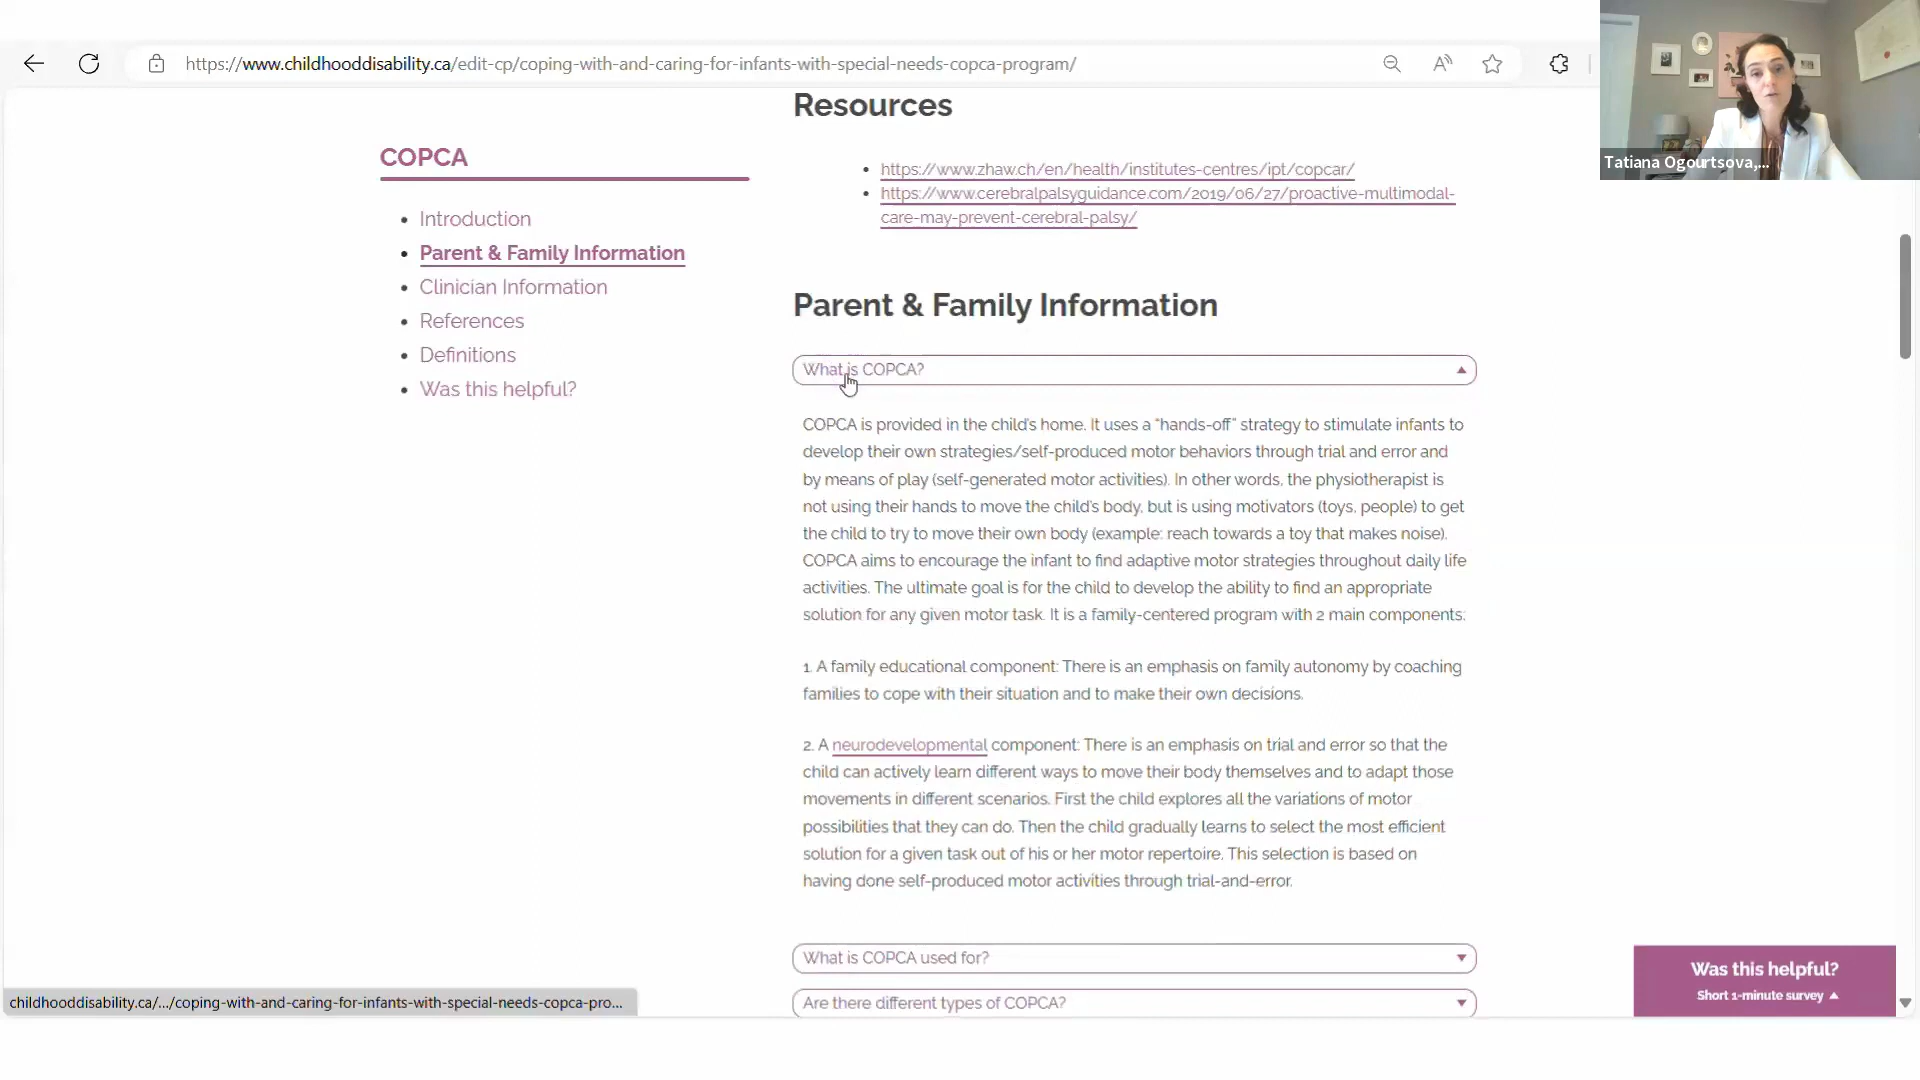 https://www.childhooddisability.ca/edit-cp/coping-with-and-caring-for-infants-with-special-needs-copca-program/
Tatiana Ogourtsova,...
COPCA
Introduction
Parent & Family Information
Clinician Information
References
Definitions
Was this helpful?
Resources
https://www.zhaw.ch/en/health/institutes-centres/ipt/copcar/
https://www.cerebralpalsyguidance.com/2019/06/27/proactive-multimodal-
care-may-prevent-cerebral-palsy/
Parent & Family Information
What is COPCA?
COPCA is provided in the child's home. It uses a "hands-off" strategy to stimulate infants to
develop their own strategies/self-produced motor behaviors through trial and error and
by means of play (self-generated motor activities). In other words, the physiotherapist is
not using their hands to move the child's body, but is using motivators (toys, people) to get
the child to try to move their own body (example: reach towards a toy that makes noise).
COPCA aims to encourage the infant to find adaptive motor strategies throughout daily life
activities. The ultimate goal is for the child to develop the ability to find an appropriate
solution for any given motor task. It is a family-centered program with 2 main components:
1. A family educational component: There is an emphasis on family autonomy by coaching
families to cope with their situation and to make their own decisions.
2. A neurodevelopmental component: There is an emphasis on trial and error so that the
child can actively learn different ways to move their body themselves and to adapt those
movements in different scenarios. First the child explores all the variations of motor
possibilities that they can do. Then the child gradually learns to select the most efficient
solution for a given task out of his or her motor repertoire. This selection is based on
having done self-produced motor activities through trial-and-error.
What is COPCA used for?
Are there different types of COPCA?
Was this helpful?
Short 1-minute survey
childhooddisability.ca/.../coping-with-and-caring-for-infants-with-special-needs-copca-pro...